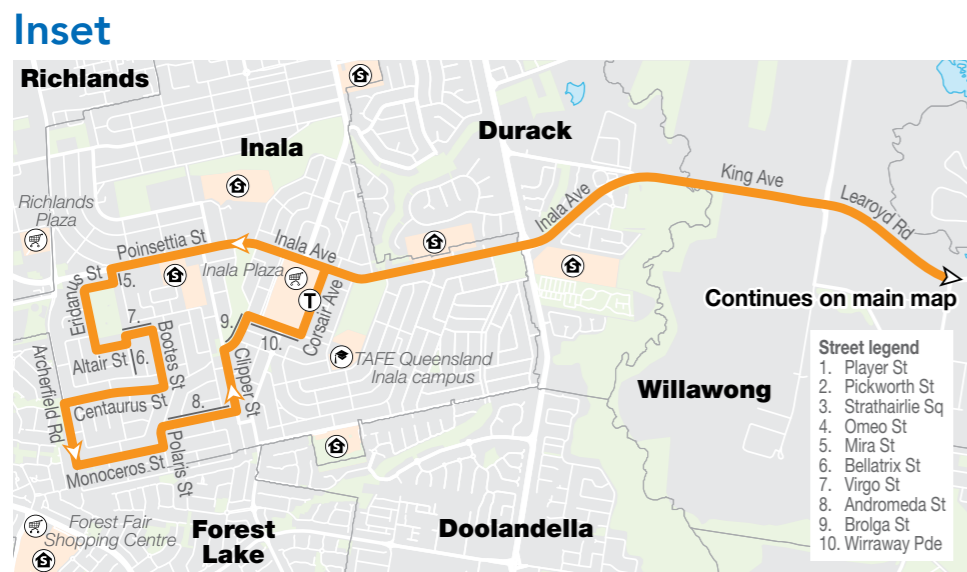 Inset
Richlands
Durack
Inala
King Ave
Learoyd Rd
Inala Ave
Richlands
Plaza
Poinsettia St
Inala Ave
Inala Plaza
T
Eridanus St
5.
Continues on main map
7.
9.
10.
Corsair Ave
Bootes St
Altair St
6.
TAFE Queensland
Inala campus
Archerfield Rd
Centaurus St
8.
Clipper St
Willawong
Polaris St
Monoceros St
Forest Fair
Shopping Centre
Forest
Lake
Doolandella
Street legend
1. Player St
2. Pickworth St
3. Strathairlie Sq
4. Omeo St
5. Mira St
6. Bellatrix St
7. Virgo St
8. Andromeda St
9. Brolga St
10. Wirraway Pde
S
S
S
S
S
S
S